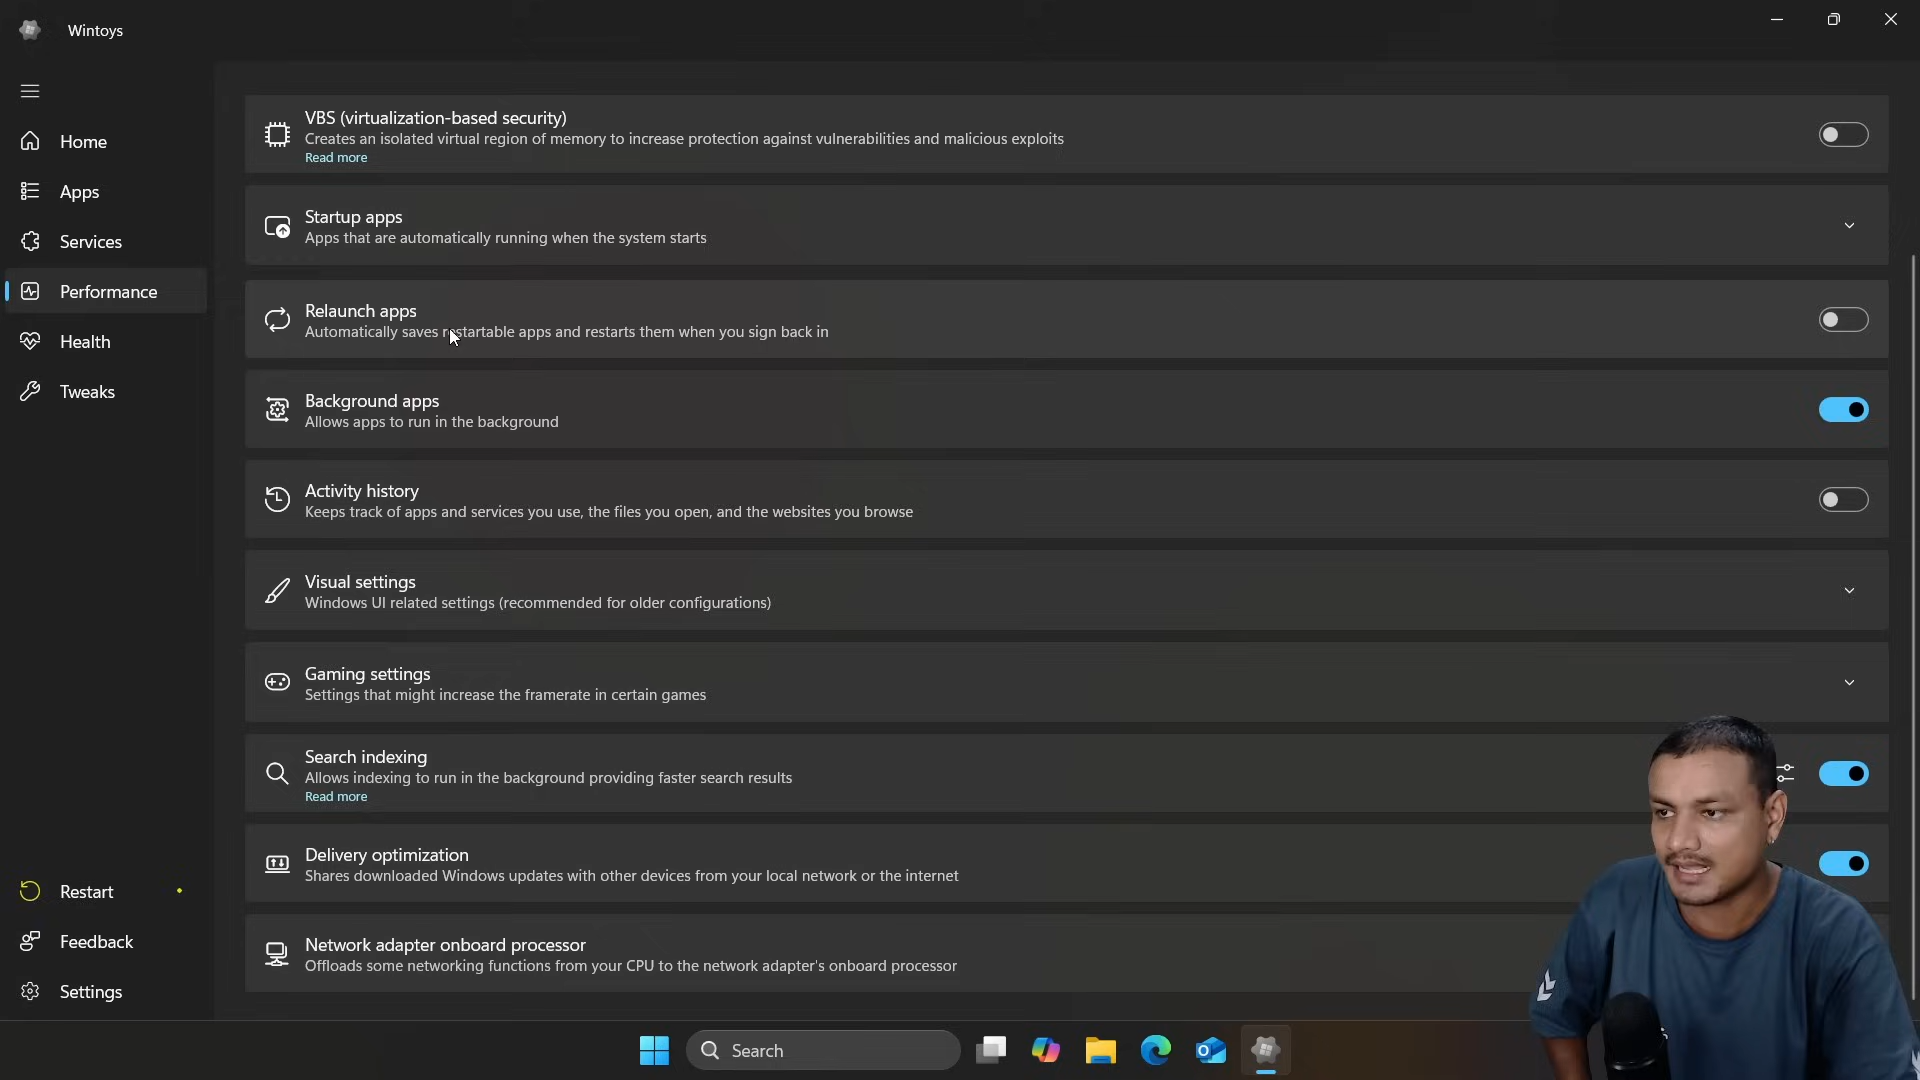 Wintoys
Home
Apps
Services
Performance
Health
Tweaks
Restart
Feedback
Settings
VBS (virtualization-based security)
Creates an isolated virtual region of memory to increase protection against vulnerabilities and malicious exploits
Read more
Startup apps
Apps that are automatically running when the system starts
Relaunch apps
Automatically saves restartable apps and restarts them when you sign back in
Background apps
Allows apps to run in the background
Activity history
Keeps track of apps and services you use, the files you open, and the websites you browse
Visual settings
Windows UI related settings (recommended for older configurations)
Gaming settings
Settings that might increase the framerate in certain games
Search indexing
Allows indexing to run in the background providing faster search results
Read more
Delivery optimization
Shares downloaded Windows updates with other devices from your local network or the internet
Network adapter onboard processor
Offloads some networking functions from your CPU to the network adapter's onboard processor
Search